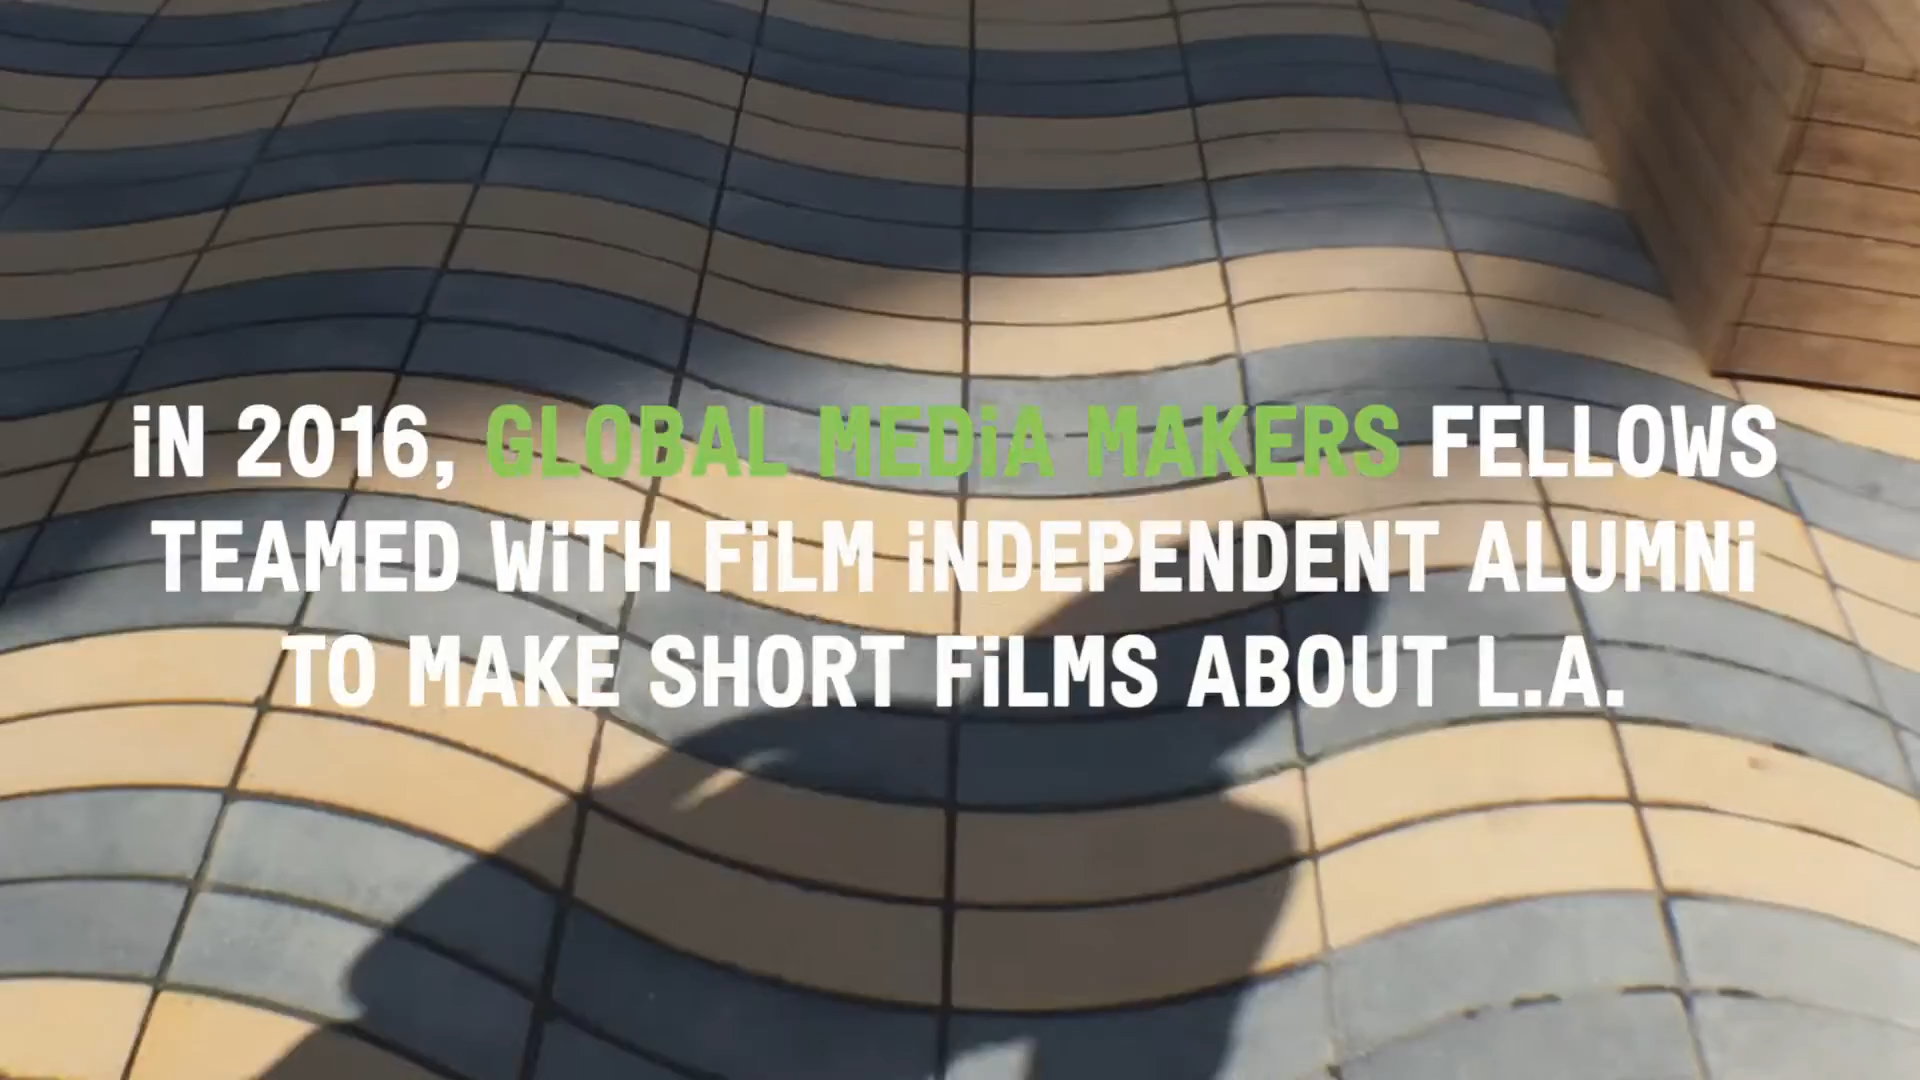 iN 2016, GLOBAL MEDiA MAKERS FELLOWS
TEAMED WiTH FiLM iNDEPENDENT ALUMNi
TO MAKE SHORT FiLMS ABOUT L.A.